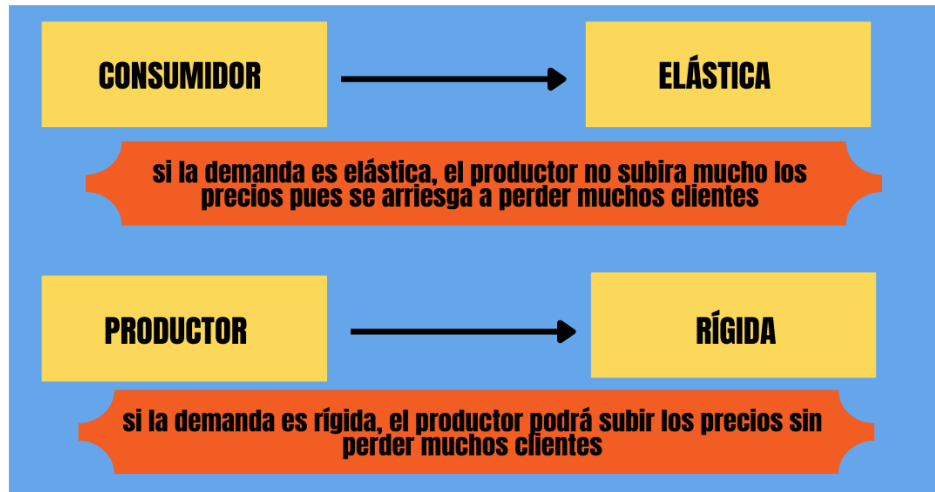 CONSUMIDOR
ELÁSTICA
si la demanda es elástica, el productor no subira mucho los
precios pues se arriesga a perder muchos clientes
PRODUCTOR
RÍGIDA
si la demanda es rígida, el productor podrá subir los precios sin
perder muchos clientes